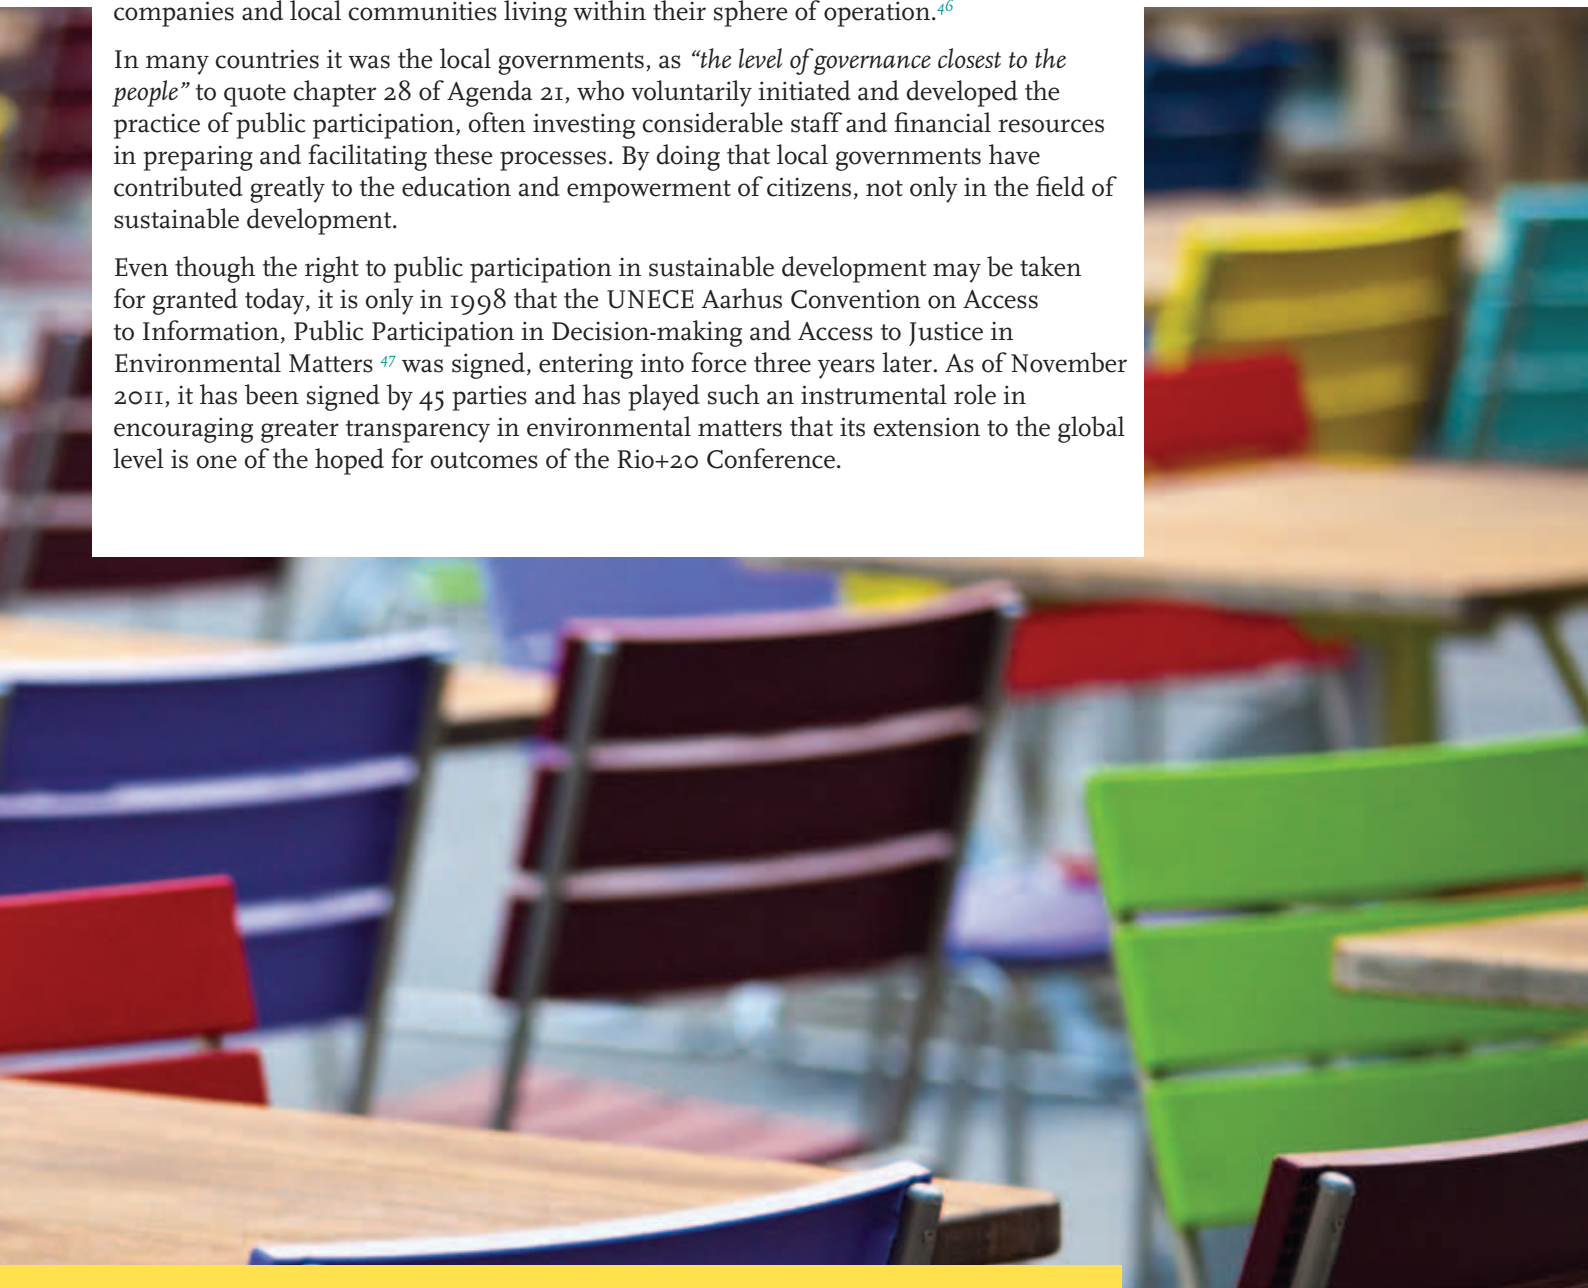 companies and local communities living within their sphere of operation.46
In many countries it was the local governments, as “the level of governance closest to the
people” to quote chapter 28 of Agenda 21, who voluntarily initiated and developed the
practice of public participation, often investing considerable staff and financial resources
in preparing and facilitating these processes. By doing that local governments have
contributed greatly to the education and empowerment of citizens, not only in the field of
sustainable development.
Even though the right to public participation in sustainable development may be taken
for granted today, it is only in 1998 that the UNECE Aarhus Convention on Access
to Information, Public Participation in Decision-making and Access to Justice in
Environmental Matters 47 was signed, entering into force three years later. As of November
2011, it has been signed by 45 parties and has played such an instrumental role in
encouraging greater transparency in environmental matters that its extension to the global
level is one of the hoped for outcomes of the Rio+20 Conference.